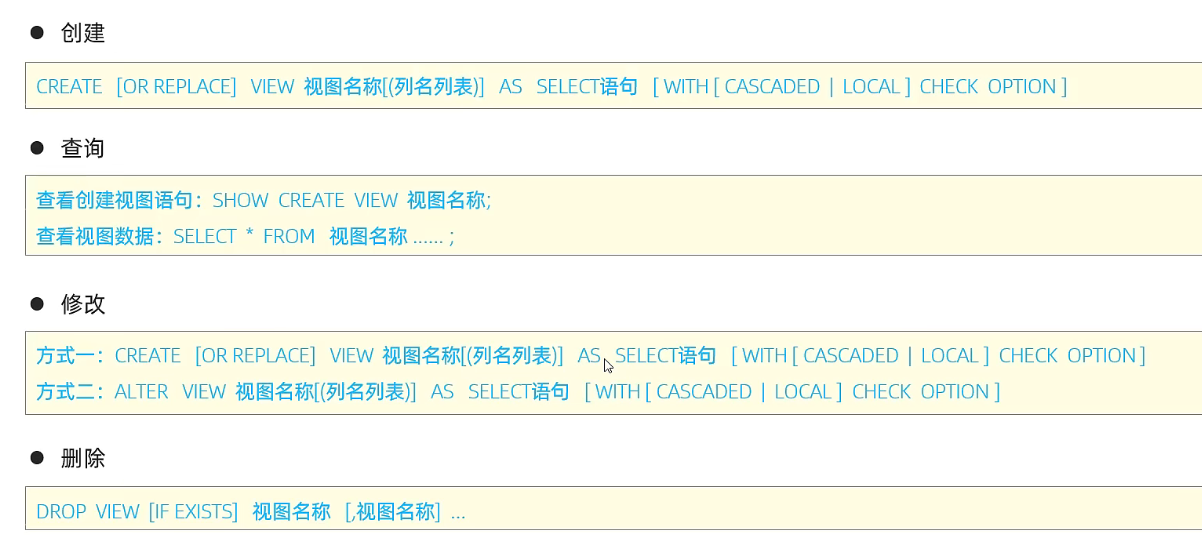 ● 创建
CREATE [OR REPLACE] VIEW 视图名称[(列名列表)] AS SELECT语句 [ WITH [ CASCADED | LOCAL ] CHECK OPTION ]
● 查询
查看创建视图语句：SHOW CREATE VIEW 视图名称;
查看视图数据：SELECT * FROM 视图名称 ...... ;
● 修改
方式一：CREATE [OR REPLACE] VIEW 视图名称[(列名列表)] AS SELECT语句 [ WITH [ CASCADED | LOCAL ] CHECK OPTION ]
方式二：ALTER VIEW 视图名称[(列名列表)] AS SELECT语句 [ WITH [ CASCADED | LOCAL ] CHECK OPTION ]
● 删除
DROP VIEW [IF EXISTS] 视图名称 [,视图名称] ...